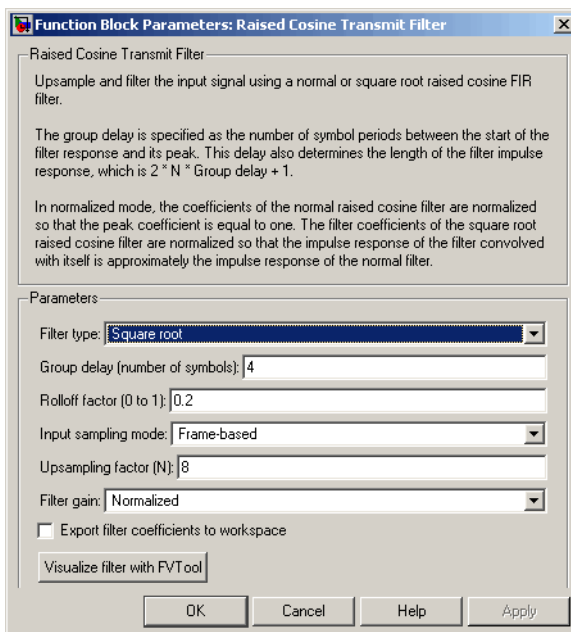 Function Block Parameters: Raised Cosine Transmit Filter
Raised Cosine Transmit Filter
Upsample and filter the input signal using a normal or square root raised cosine FIR
filter.
The group delay is specified as the number of symbol periods between the start of the
filter response and its peak. This delay also determines the length of the filter impulse
response, which is 2 * N * Group delay + 1.
In normalized mode, the coefficients of the normal raised cosine filter are normalized
so that the peak coefficient is equal to one. The filter coefficients of the square root
raised cosine filter are normalized so that the impulse response of the filter convolved
with itself is approximately the impulse response of the normal filter.
Parameters
Filter type: Square root
Group delay (number of symbols): 4
Rolloff factor (0 to 1): 0.2
Input sampling mode: Frame-based
Upsampling factor (N): 8
Filter gain: Normalized
Export filter coefficients to workspace
Visualize filter with FVTool
OK Cancel Help Apply